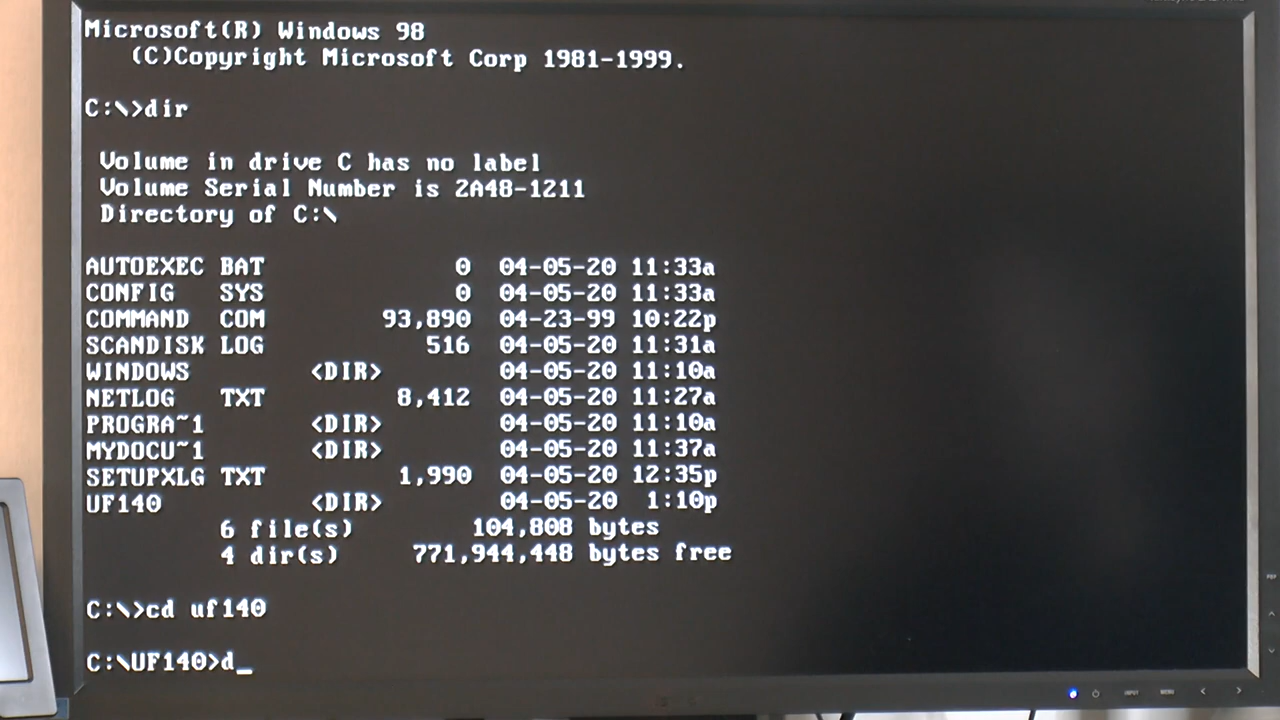 Microsoft(R) Windows 98
(C)Copyright Microsoft Corp 1981-1999.
C:\>dir
Volume in drive C has no label
Volume Serial Number is 2A48-1211
Directory of C:\
AUTOEXEC BAT 0 04-05-20 11:33a
CONFIG SYS 0 04-05-20 11:33a
COMMAND COM 93,890 04-23-99 10:22p
SCANDISK LOG 516 04-05-20 11:31a
WINDOWS <DIR> 04-05-20 11:10a
NETLOG TXT 8,412 04-05-20 11:27a
PROGRA~1 <DIR> 04-05-20 11:10a
MYDOCU~1 <DIR> 04-05-20 11:37a
SETUPXLG TXT 1,990 04-05-20 12:35p
UF140 <DIR> 04-05-20 1:10p
6 file(s) 104,808 bytes
4 dir(s) 771,944,448 bytes free
C:\>cd uf140
C:\UF140>d_
INPUT MENU